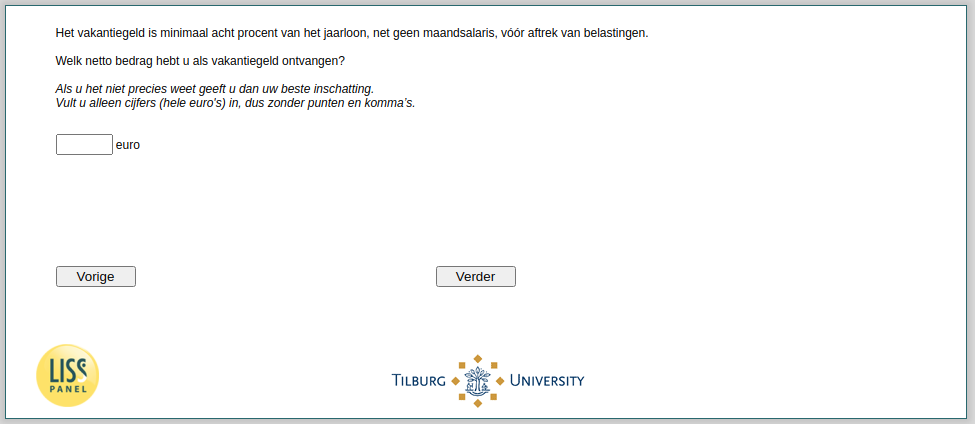 Het vakantiegeld is minimaal acht procent van het jaarloon, net geen maandsalaris, vóór aftrek van belastingen.
Welk netto bedrag hebt u als vakantiegeld ontvangen?
Als u het niet precies weet geeft u dan uw beste inschatting.
Vult u alleen cijfers (hele euro's) in, dus zonder punten en komma's.
euro
Vorige
Verder
LISS
PANEL
TILBURG UNIVERSITY